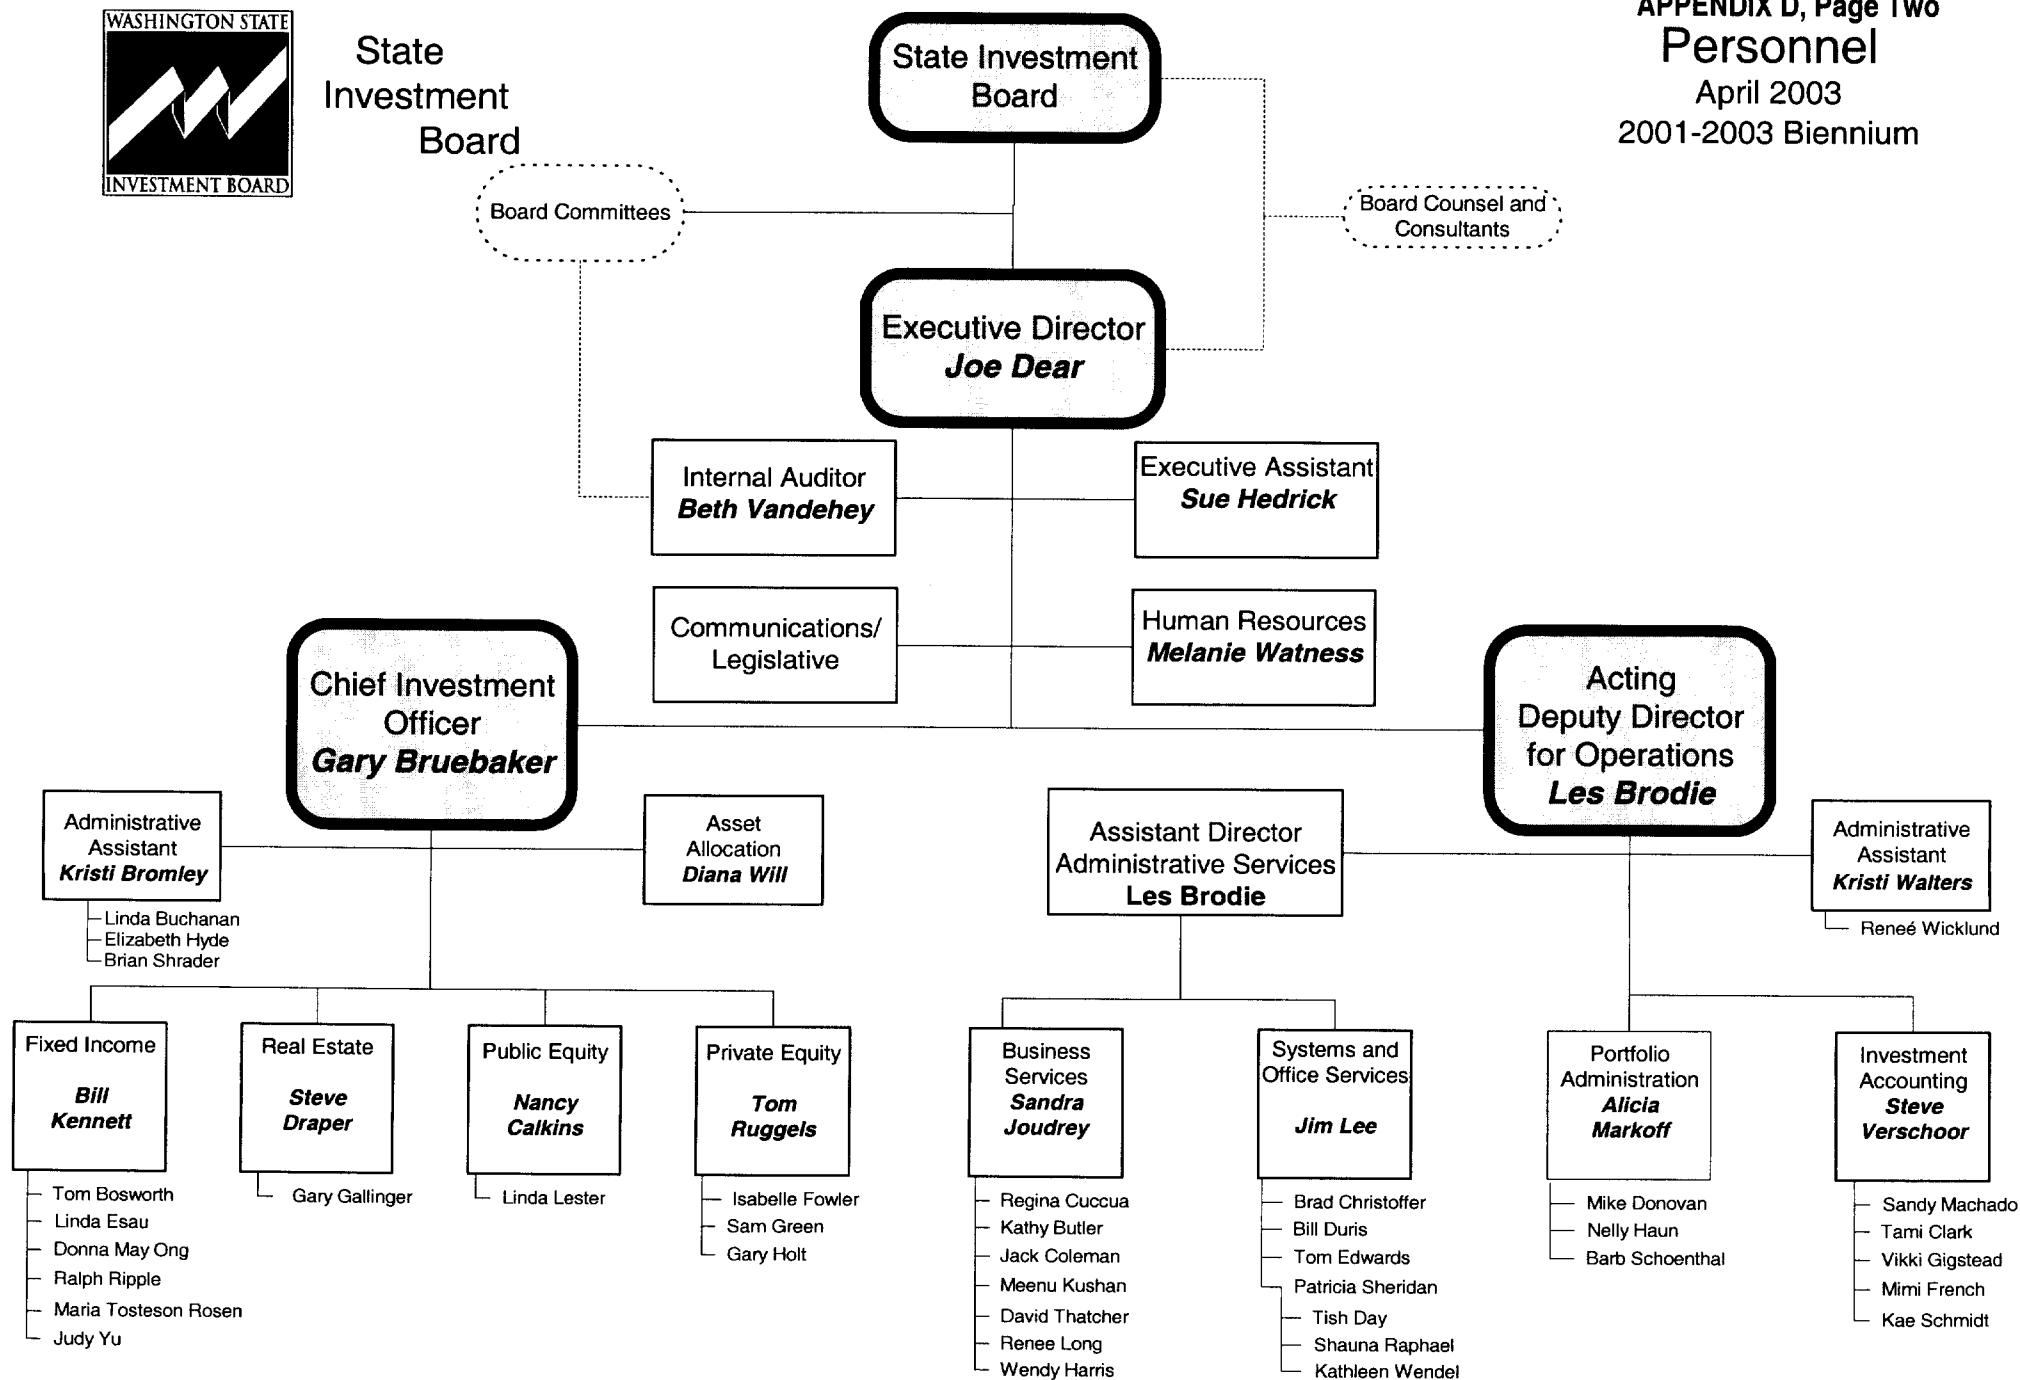 WASHINGTON STATE
INVESTMENT BOARD
State
Investment
Board
APPENDIX D, Page Two
Personnel
April 2003
2001-2003 Biennium
State Investment
Board
Board Committees
Board Counsel and
Consultants
Executive Director
Joe Dear
Internal Auditor
Beth Vandehey
Executive Assistant
Sue Hedrick
Communications/
Legislative
Human Resources
Melanie Watness
Chief Investment
Officer
Gary Bruebaker
Acting
Deputy Director
for Operations
Les Brodie
Administrative
Assistant
Kristi Bromley
Linda Buchanan
Elizabeth Hyde
Brian Shrader
Asset
Allocation
Diana Will
Assistant Director
Administrative Services
Les Brodie
Administrative
Assistant
Kristi Walters
Reneé Wicklund
Fixed Income
Bill
Kennett
Tom Bosworth
Linda Esau
Donna May Ong
Ralph Ripple
Maria Tosteson Rosen
Judy Yu
Real Estate
Steve
Draper
Gary Gallinger
Public Equity
Nancy
Calkins
Linda Lester
Private Equity
Tom
Ruggels
Isabelle Fowler
Sam Green
Gary Holt
Business
Services
Sandra
Joudrey
Regina Cuccua
Kathy Butler
Jack Coleman
Meenu Kushan
David Thatcher
Renee Long
Wendy Harris
Systems and
Office Services
Jim Lee
Brad Christoffer
Bill Duris
Tom Edwards
Patricia Sheridan
Tish Day
Shauna Raphael
Kathleen Wendel
Portfolio
Administration
Alicia
Markoff
Mike Donovan
Nelly Haun
Barb Schoenthal
Investment
Accounting
Steve
Verschoor
Sandy Machado
Tami Clark
Vikki Gigstead
Mimi French
Kae Schmidt